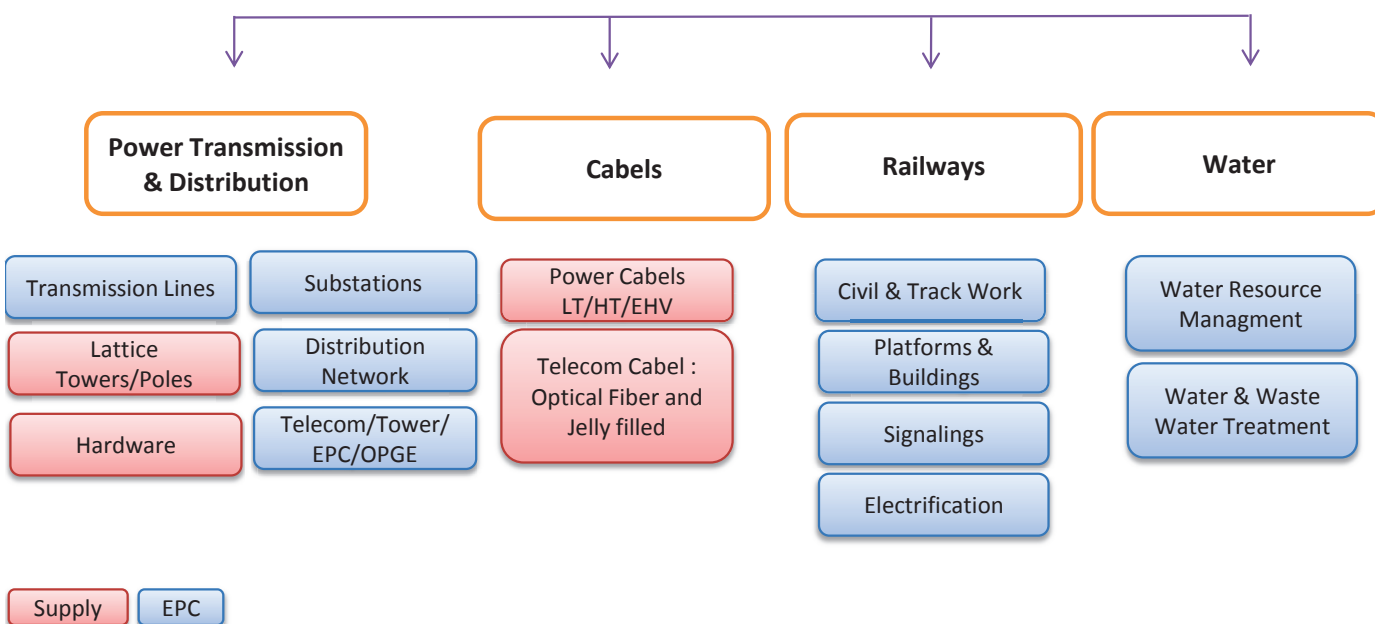 Power Transmission
& Distribution
Cabels
Railways
Water
Transmission Lines
Substations
Lattice
Towers/Poles
Distribution
Network
Hardware
Telecom/Tower/
EPC/OPGE
Power Cabels
LT/HT/EHV
Telecom Cabel :
Optical Fiber and
Jelly filled
Civil & Track Work
Platforms &
Buildings
Signalings
Electrification
Water Resource
Managment
Water & Waste
Water Treatment
Supply
EPC